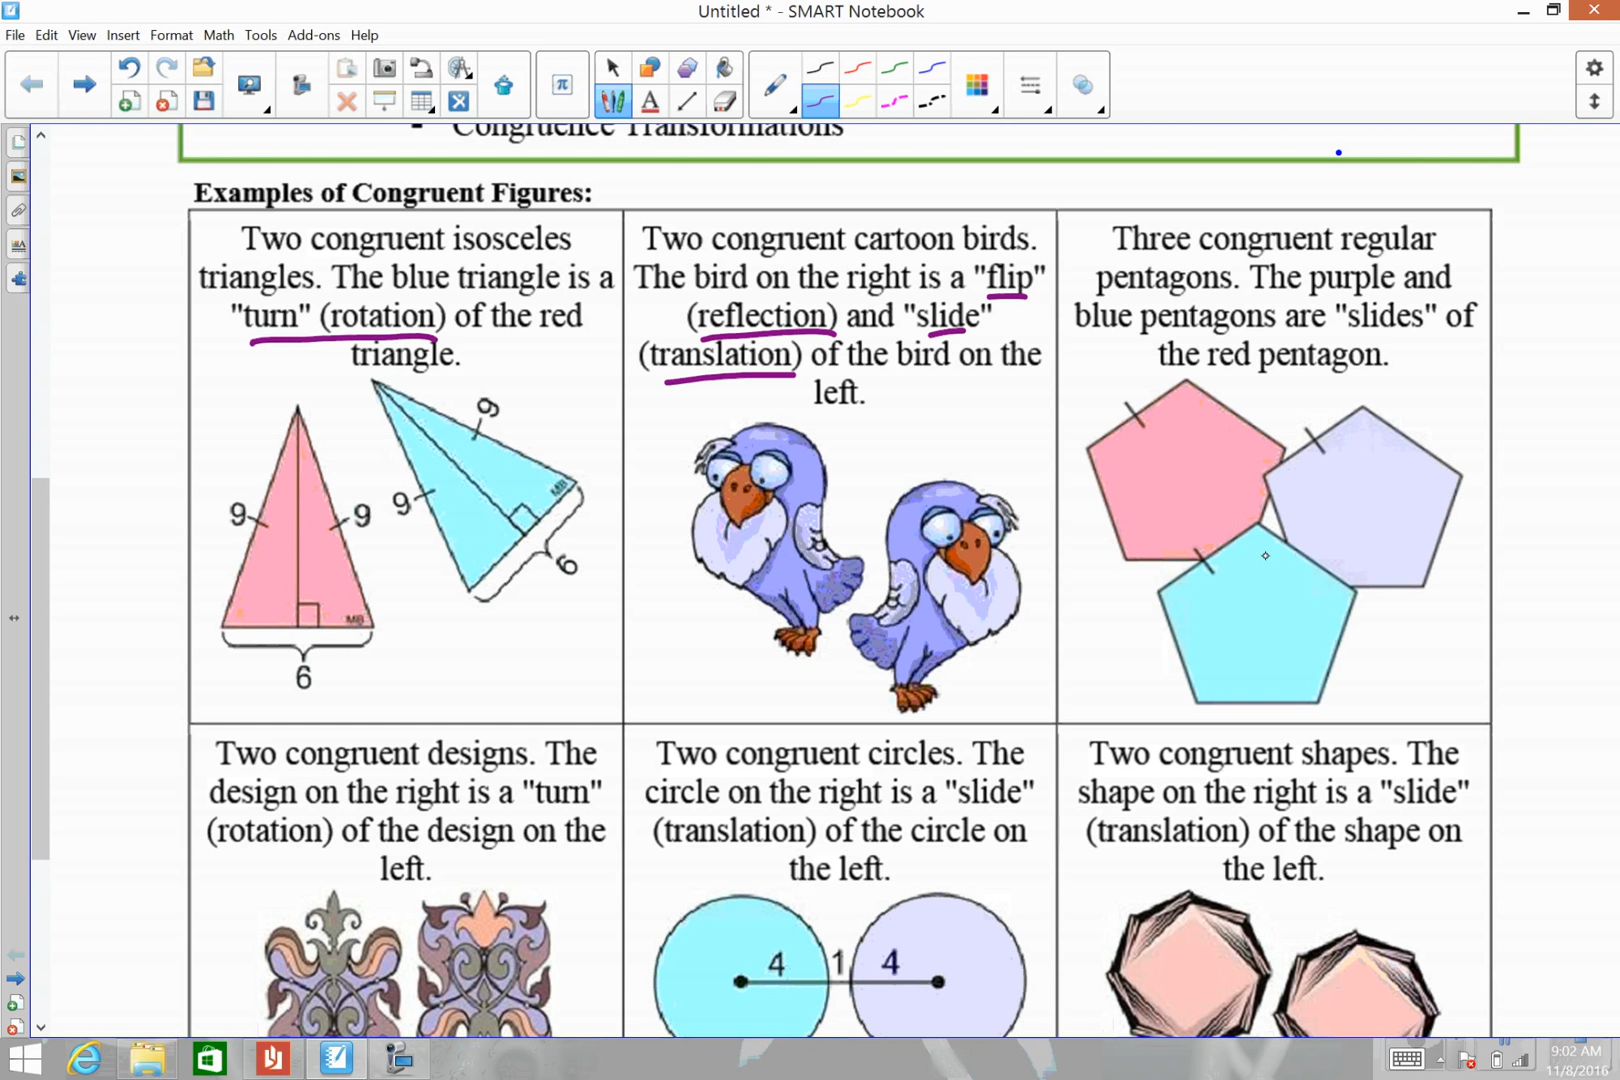 Untitled * - SMART Notebook
File Edit View Insert Format Math Tools Add-ons Help
π
A
Congruence Transformations
Examples of Congruent Figures:
Two congruent isosceles
triangles. The blue triangle is a
"turn" (rotation) of the red
triangle.
9
9
6
MB
9
9
6
MB
Two congruent cartoon birds.
The bird on the right is a "flip"
(reflection) and "slide"
(translation) of the bird on the
left.
Three congruent regular
pentagons. The purple and
blue pentagons are "slides" of
the red pentagon.
Two congruent designs. The
design on the right is a "turn"
(rotation) of the design on the
left.
Two congruent circles. The
circle on the right is a "slide"
(translation) of the circle on
the left.
4 1 4
Two congruent shapes. The
shape on the right is a "slide"
(translation) of the shape on
the left.
9:02 AM
11/8/2016